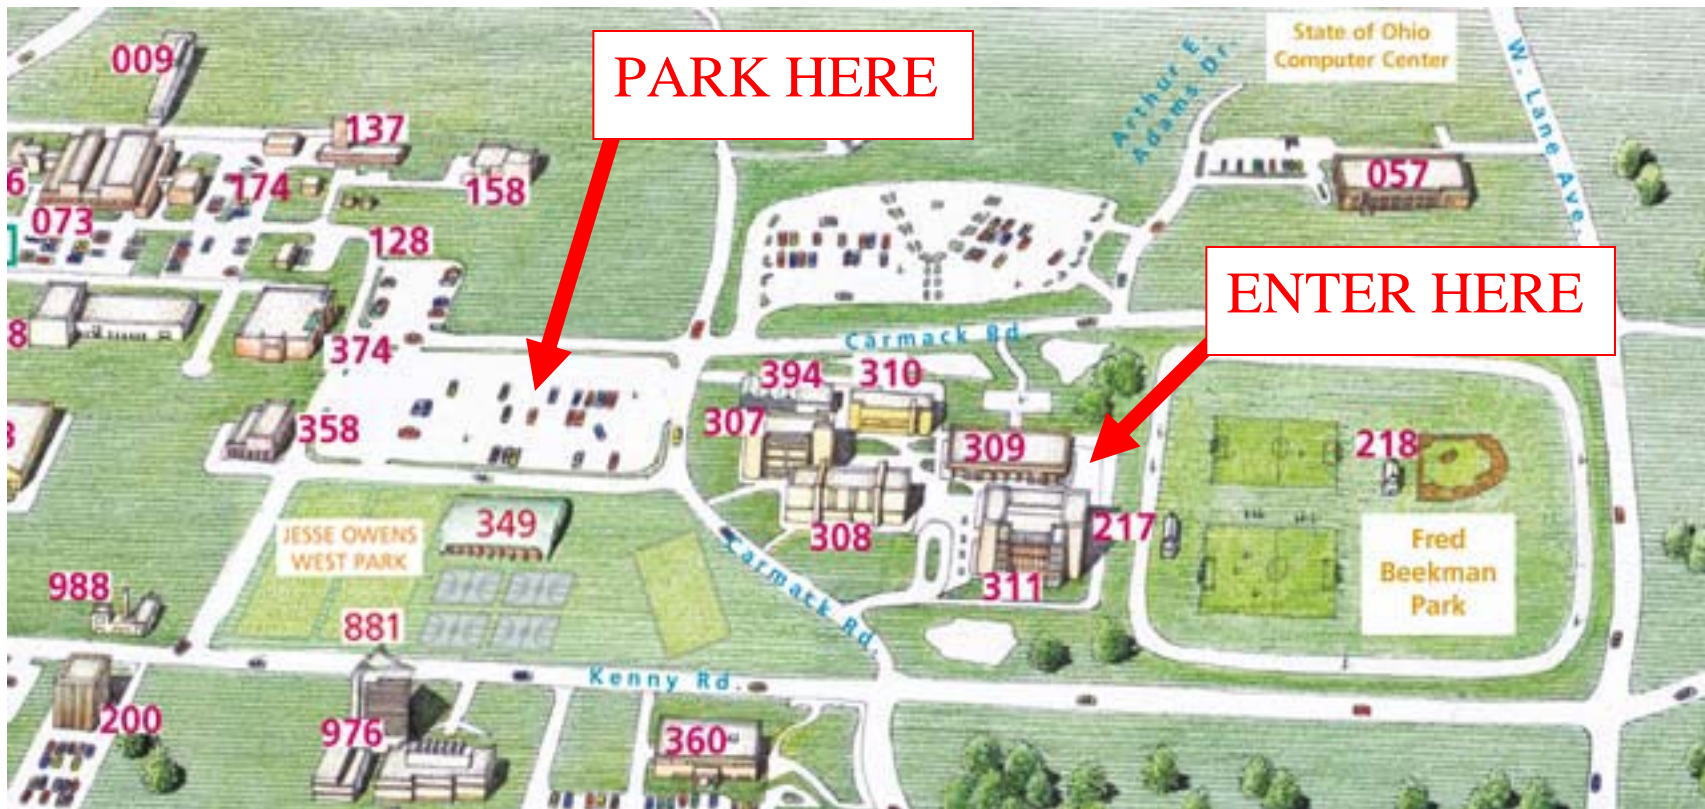 009
PARK HERE
Arthur E.
Adams Dr.
State of Ohio
Computer Center
W. Lane Ave.
137
6
174
158
057
073
128
ENTER HERE
8
374
Carmack Rd.
394
310
307
358
309
218
3
349
217
308
JESSE OWENS
WEST PARK
Fred
Beekman
Park
988
311
881
Carmack Rd.
Kenny Rd.
200
976
360